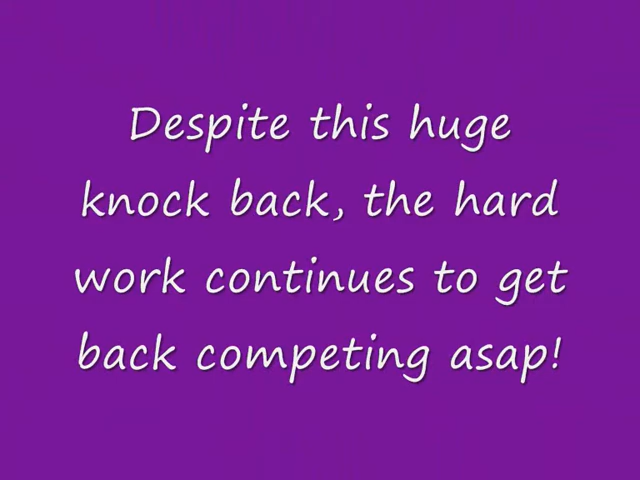 Despite this huge
knock back, the hard
work continues to get
back competing asap!